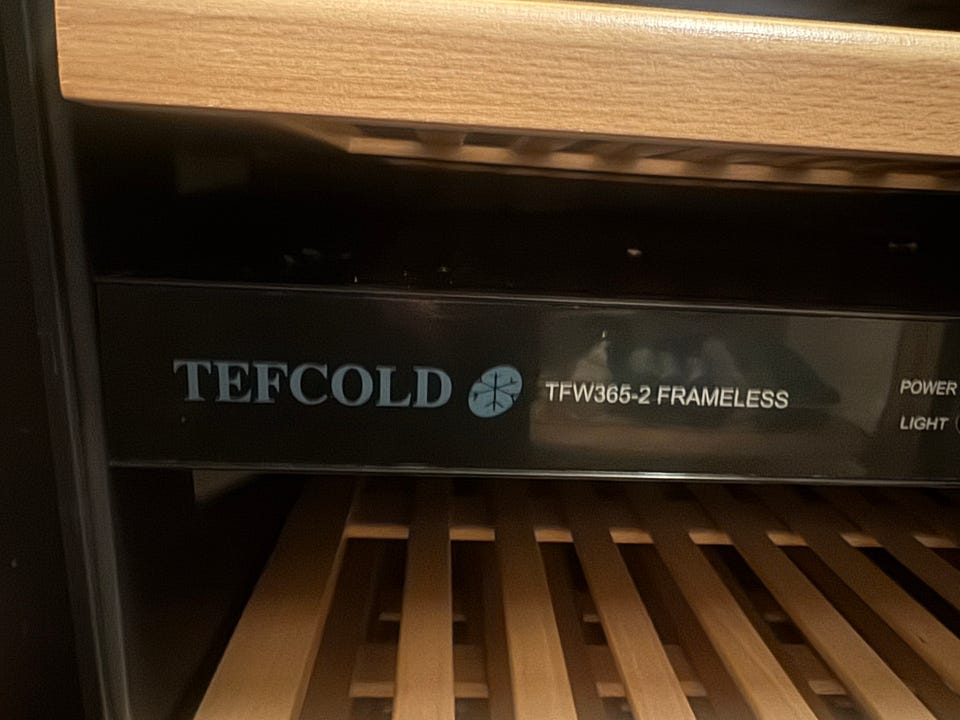 TEFCOLD
TFW365-2 FRAMELESS
POWER
LIGHT